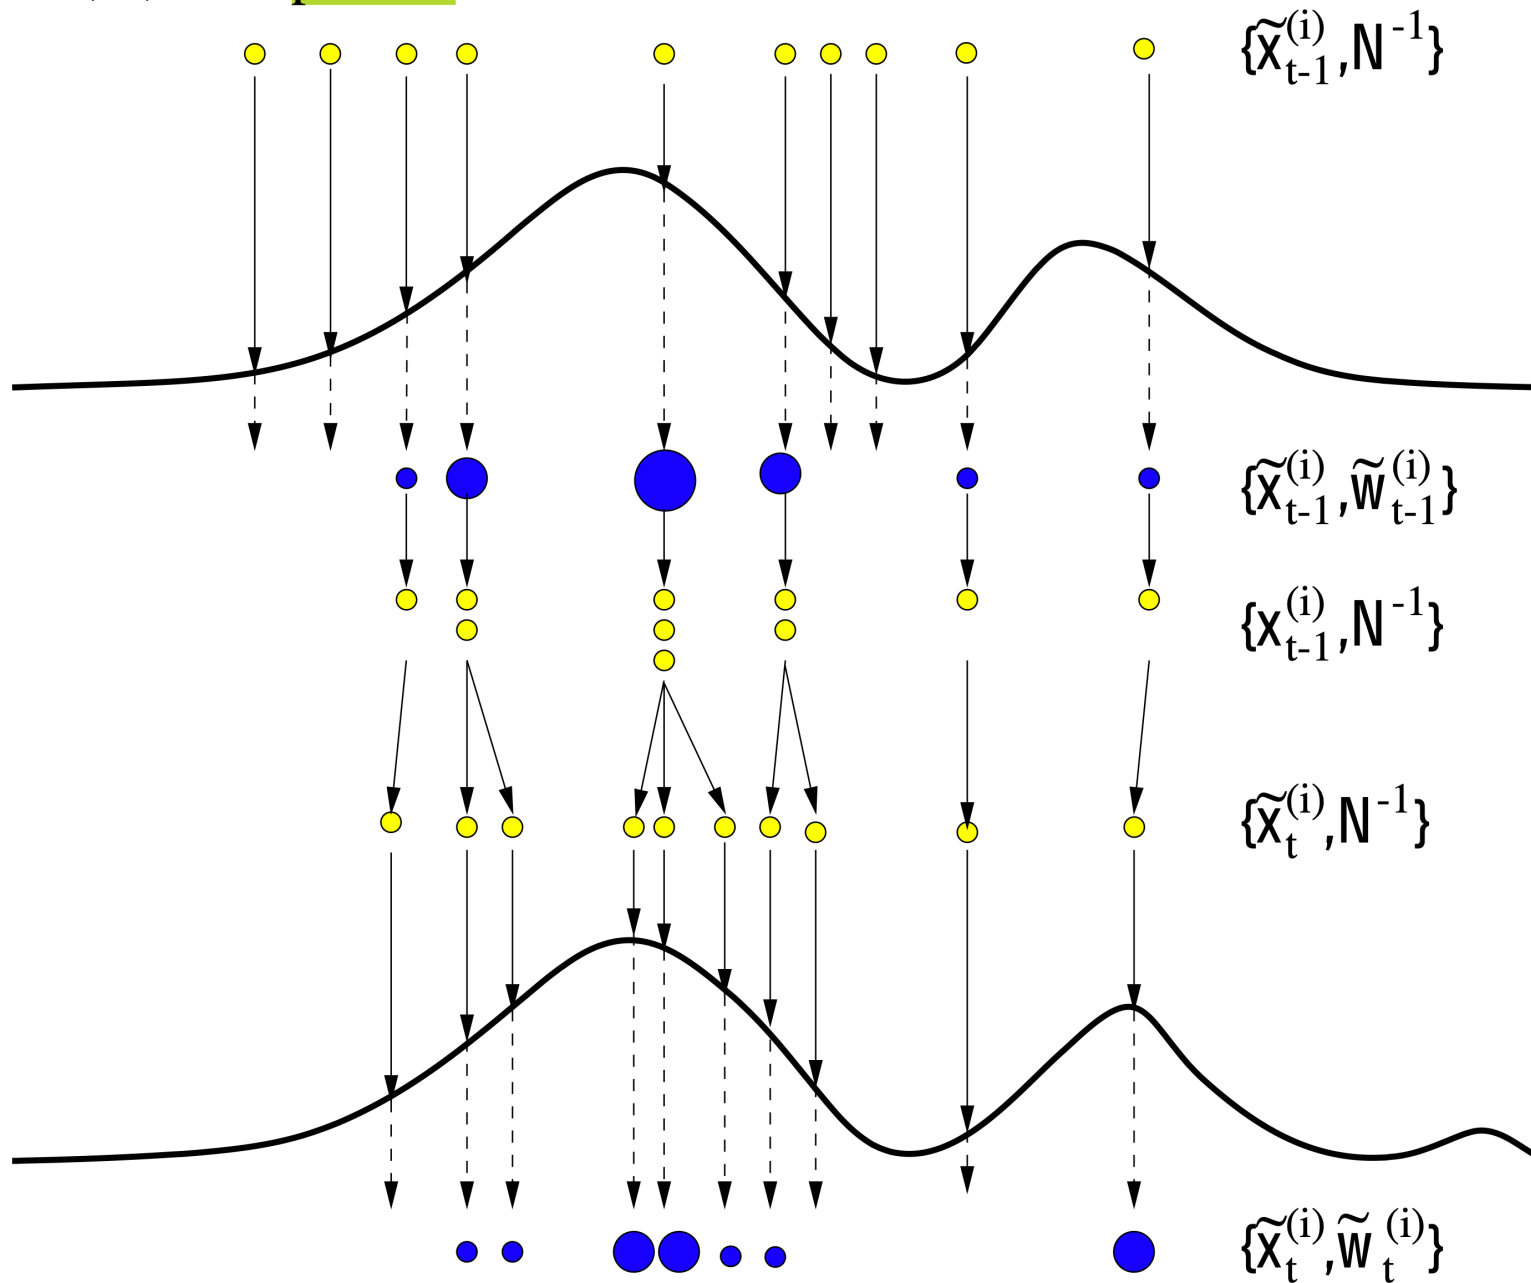 {x̃_{t-1}^{(i)}, N^{-1}}
{x̃_{t-1}^{(i)}, w̃_{t-1}^{(i)}}
{x_{t-1}^{(i)}, N^{-1}}
{x̃_t^{(i)}, N^{-1}}
{x̃_t^{(i)}, w̃_t^{(i)}}